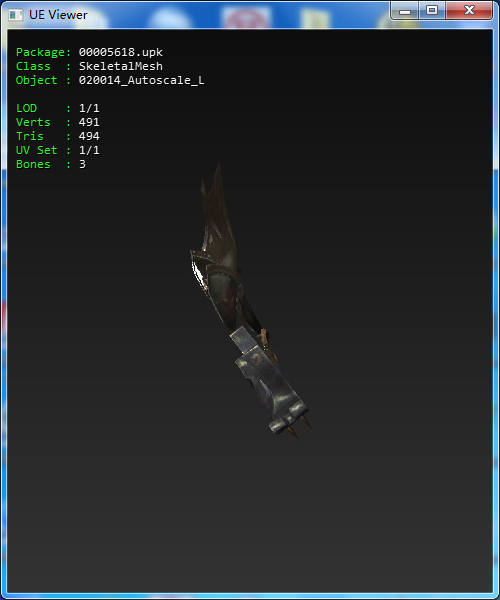 UE Viewer
Package: 00005618.upk
Class : SkeletalMesh
Object : 020014_Autoscale_L
LOD : 1/1
Verts : 491
Tris : 494
UV Set : 1/1
Bones : 3